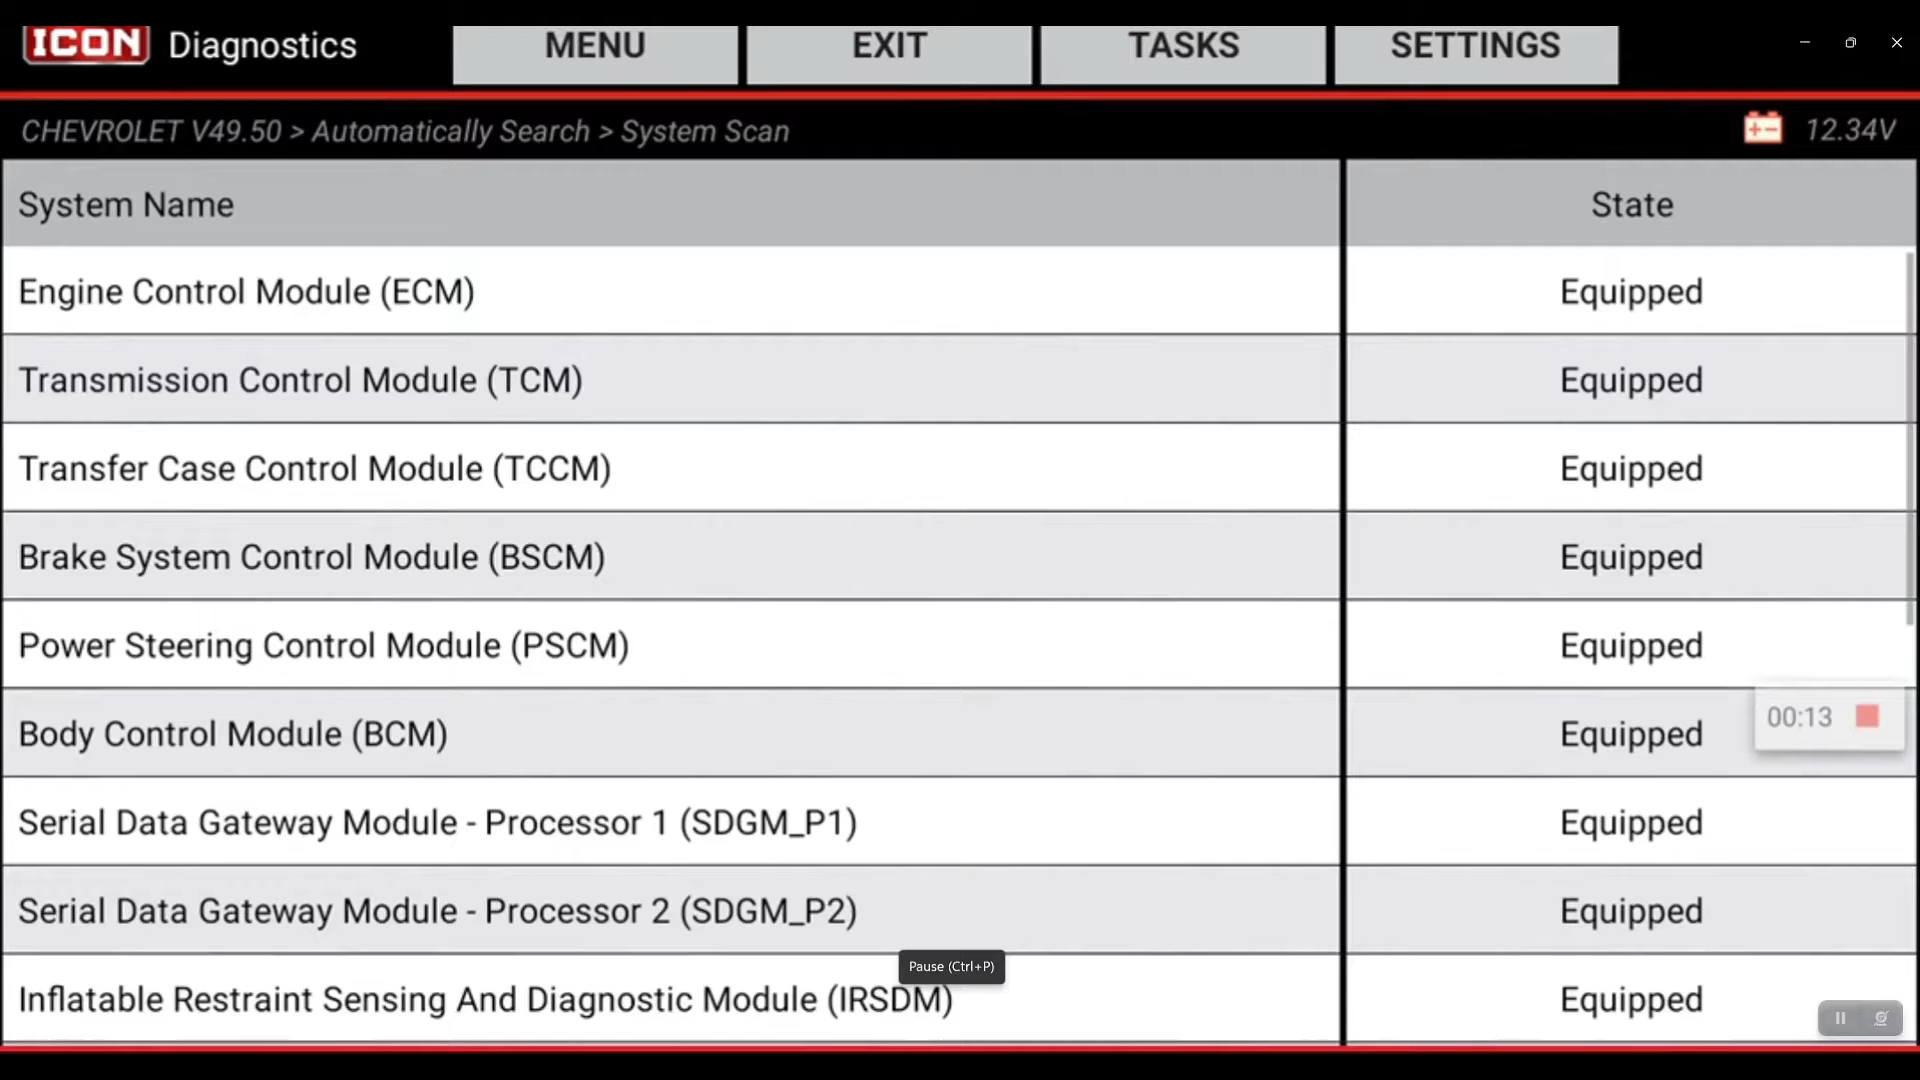 ICON Diagnostics MENU EXIT TASKS SETTINGS
CHEVROLET V49.50 > Automatically Search > System Scan 12.34V
System Name State
Engine Control Module (ECM) Equipped
Transmission Control Module (TCM) Equipped
Transfer Case Control Module (TCCM) Equipped
Brake System Control Module (BSCM) Equipped
Power Steering Control Module (PSCM) Equipped
00:13
Body Control Module (BCM) Equipped
Serial Data Gateway Module - Processor 1 (SDGM_P1) Equipped
Serial Data Gateway Module - Processor 2 (SDGM_P2) Equipped
Pause (Ctrl+P)
Inflatable Restraint Sensing And Diagnostic Module (IRSDM) Equipped